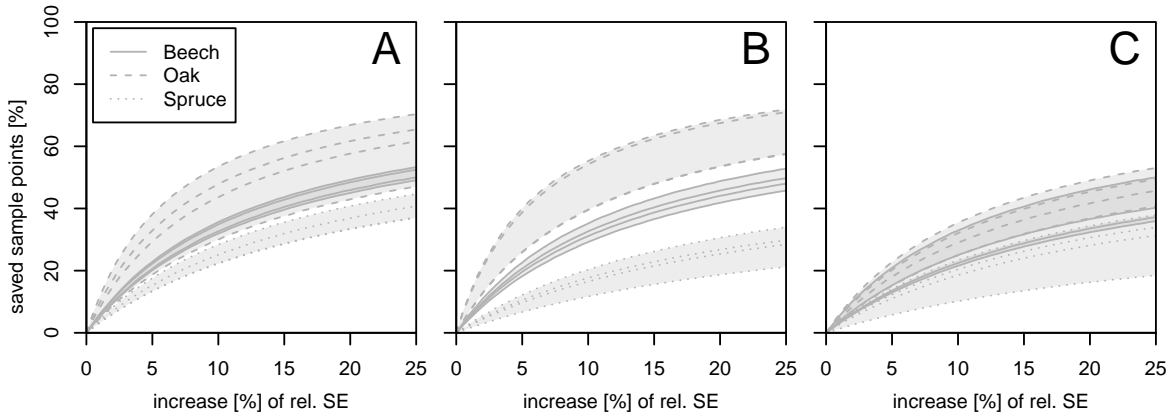 A
B
C
Beech
Oak
Spruce
saved sample points [%]
100
80
60
40
20
0
0 5 10 15 20 25
0 5 10 15 20 25
0 5 10 15 20 25
increase [%] of rel. SE
increase [%] of rel. SE
increase [%] of rel. SE